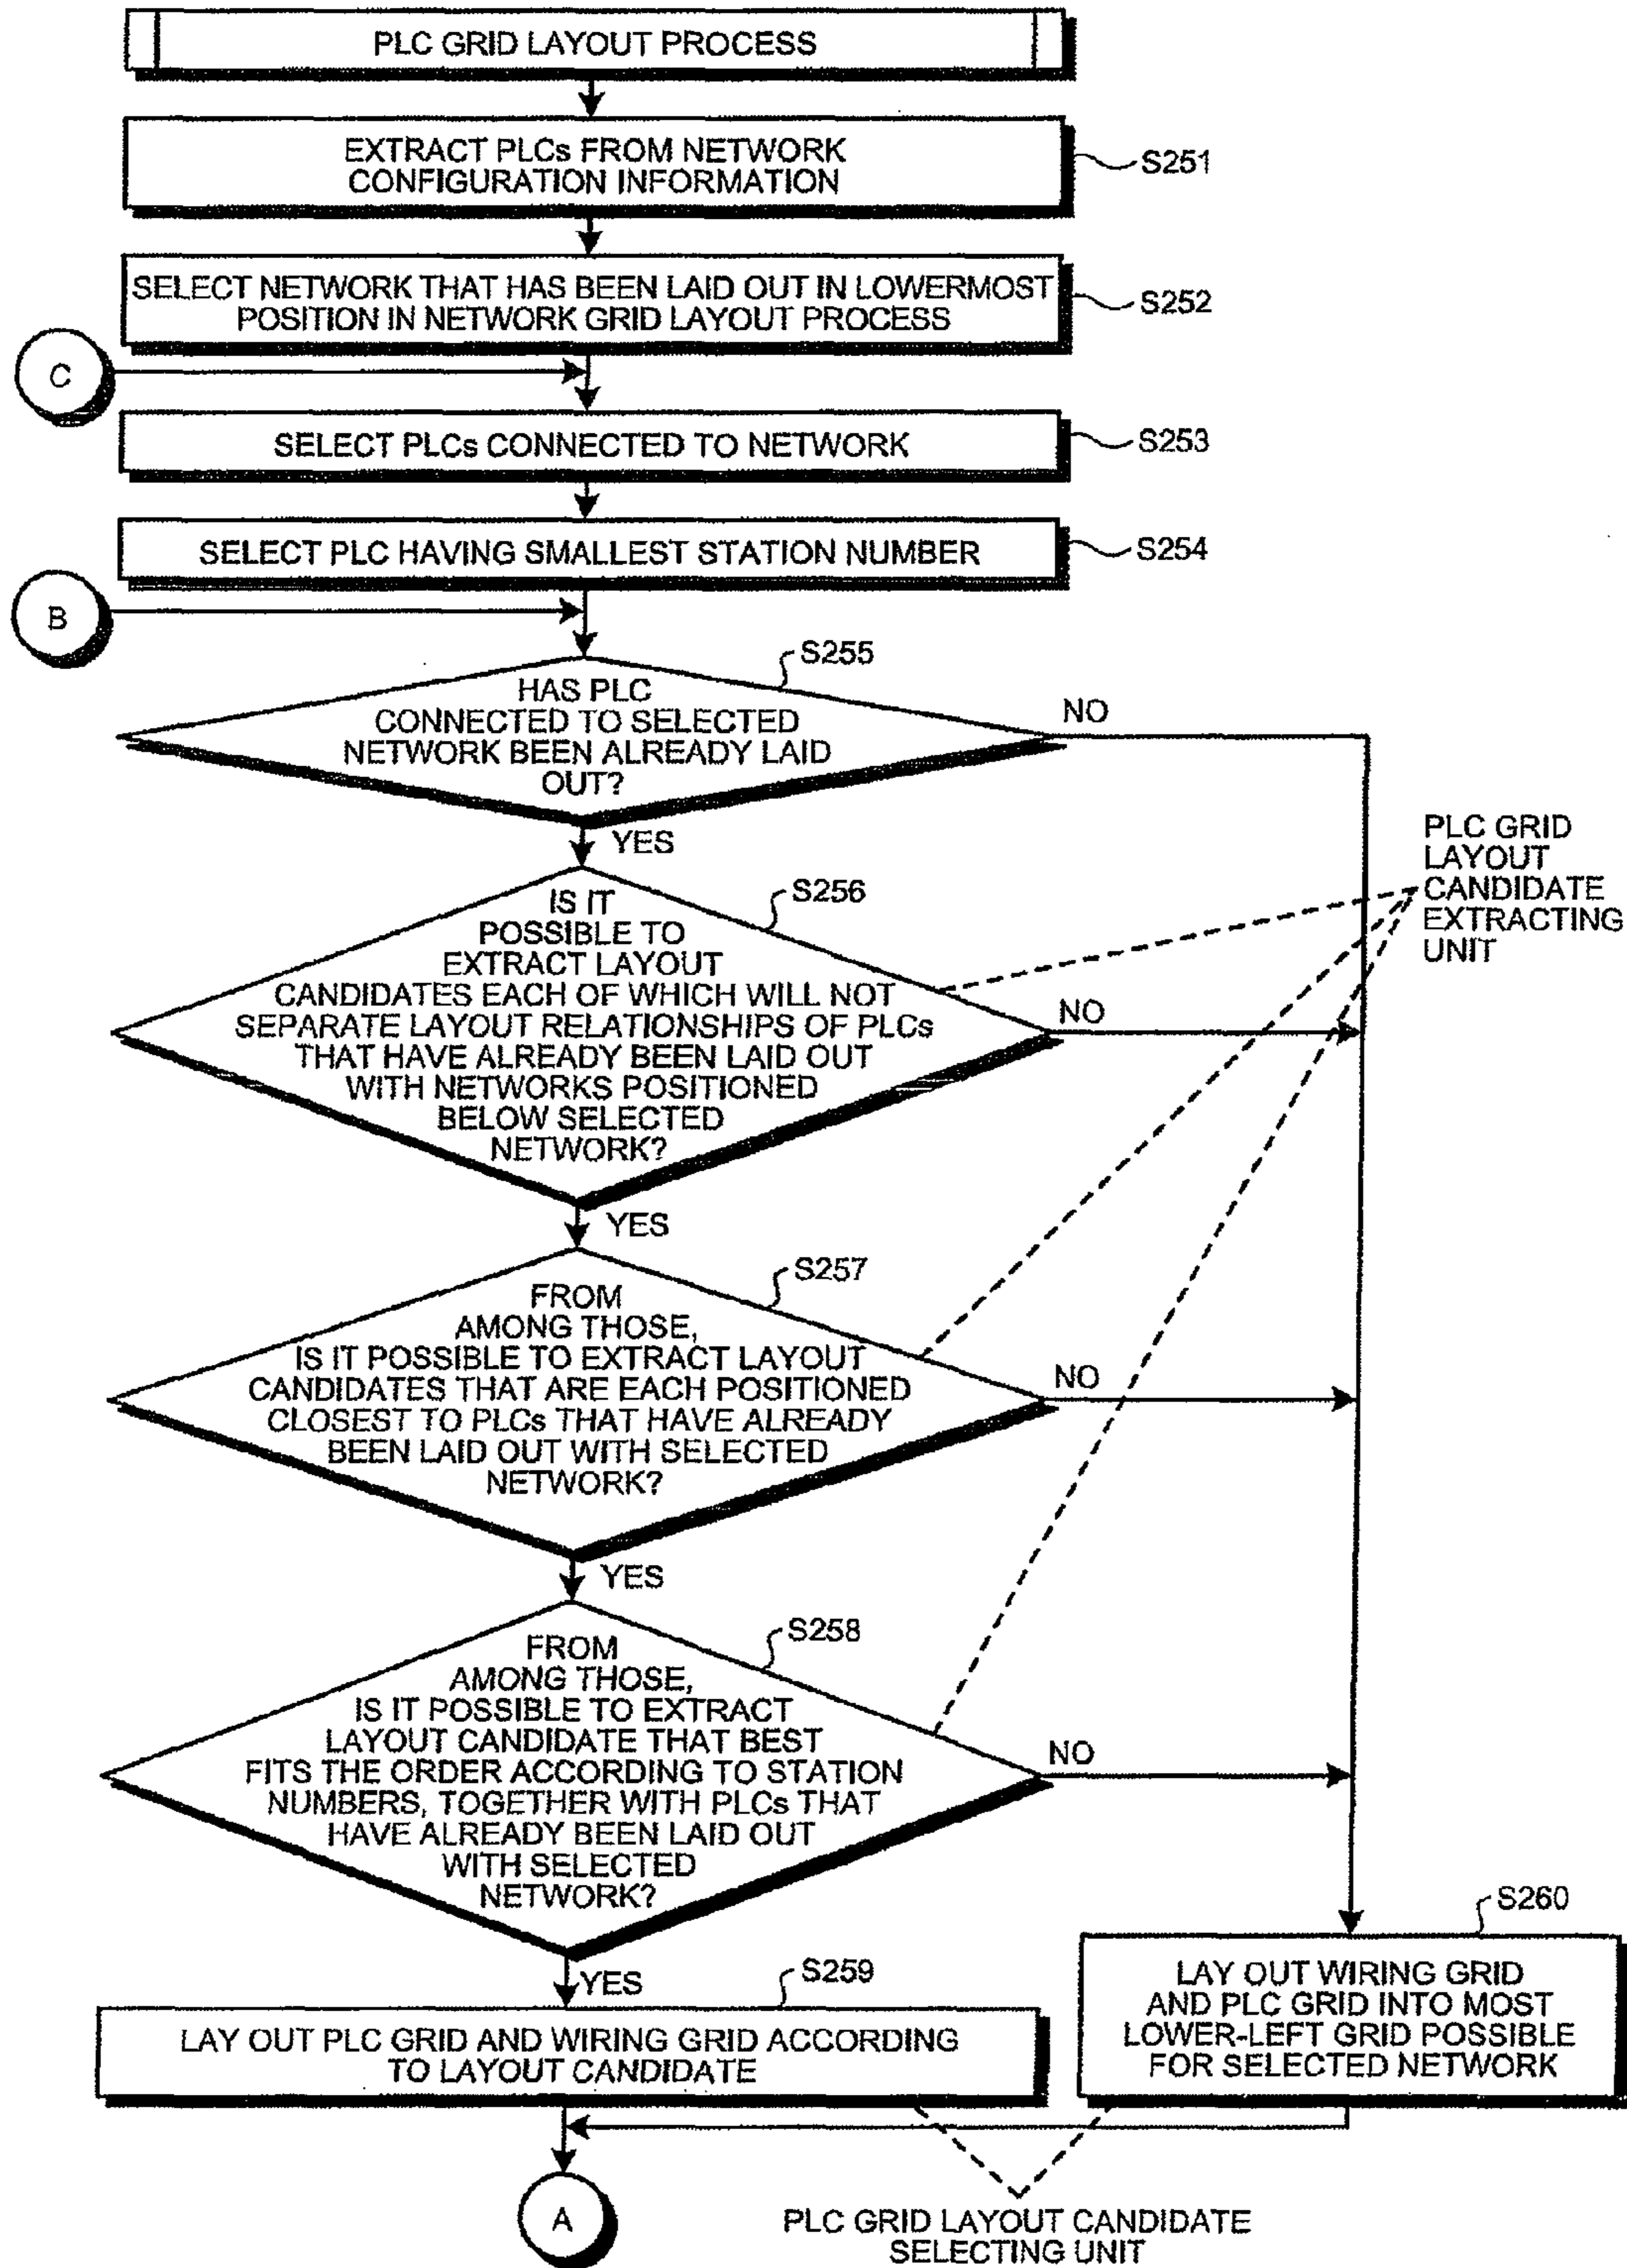 PLC GRID LAYOUT PROCESS
EXTRACT PLCs FROM NETWORK
CONFIGURATION INFORMATION
S251
SELECT NETWORK THAT HAS BEEN LAID OUT IN LOWERMOST
POSITION IN NETWORK GRID LAYOUT PROCESS
S252
C
SELECT PLCs CONNECTED TO NETWORK
S253
SELECT PLC HAVING SMALLEST STATION NUMBER
S254
B
S255
HAS PLC
CONNECTED TO SELECTED
NETWORK BEEN ALREADY LAID
OUT?
NO
YES
PLC GRID
LAYOUT
CANDIDATE
EXTRACTING
UNIT
S256
IS IT
POSSIBLE TO
EXTRACT LAYOUT
CANDIDATES EACH OF WHICH WILL NOT
SEPARATE LAYOUT RELATIONSHIPS OF PLCs
THAT HAVE ALREADY BEEN LAID OUT
WITH NETWORKS POSITIONED
BELOW SELECTED
NETWORK?
NO
YES
S257
FROM
AMONG THOSE,
IS IT POSSIBLE TO EXTRACT LAYOUT
CANDIDATES THAT ARE EACH POSITIONED
CLOSEST TO PLCs THAT HAVE ALREADY
BEEN LAID OUT WITH SELECTED
NETWORK?
NO
YES
S258
FROM
AMONG THOSE,
IS IT POSSIBLE TO EXTRACT
LAYOUT CANDIDATE THAT BEST
FITS THE ORDER ACCORDING TO STATION
NUMBERS, TOGETHER WITH PLCs THAT
HAVE ALREADY BEEN LAID OUT
WITH SELECTED
NETWORK?
NO
YES
S259
LAY OUT PLC GRID AND WIRING GRID ACCORDING
TO LAYOUT CANDIDATE
S260
LAY OUT WIRING GRID
AND PLC GRID INTO MOST
LOWER-LEFT GRID POSSIBLE
FOR SELECTED NETWORK
A
PLC GRID LAYOUT CANDIDATE
SELECTING UNIT